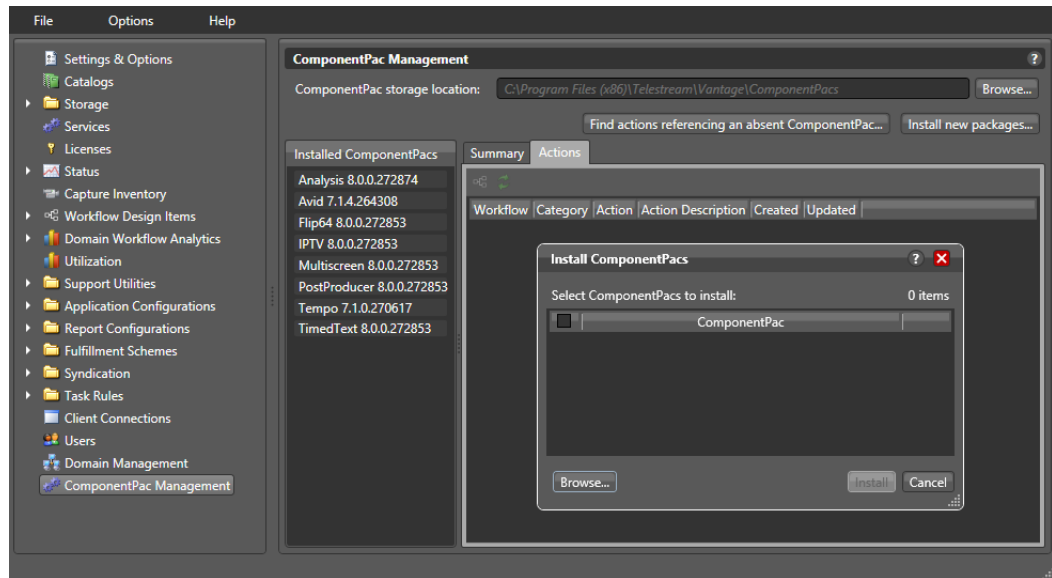 File Options Help
Settings & Options
Catalogs
Storage
Services
Licenses
Status
Capture Inventory
Workflow Design Items
Domain Workflow Analytics
Utilization
Support Utilities
Application Configurations
Report Configurations
Fulfillment Schemes
Syndication
Task Rules
Client Connections
Users
Domain Management
ComponentPac Management
ComponentPac Management ?
ComponentPac storage location: C:\Program Files (x86)\Telestream\Vantage\ComponentPacs Browse...
Find actions referencing an absent ComponentPac... Install new packages...
Installed ComponentPacs
Analysis 8.0.0.272874
Avid 7.1.4.264308
Flip64 8.0.0.272853
IPTV 8.0.0.272853
Multiscreen 8.0.0.272853
PostProducer 8.0.0.272853
Tempo 7.1.0.270617
TimedText 8.0.0.272853
Summary Actions
Workflow Category Action Action Description Created Updated
Install ComponentPacs ?
Select ComponentPacs to install: 0 items
ComponentPac
Browse... Install Cancel